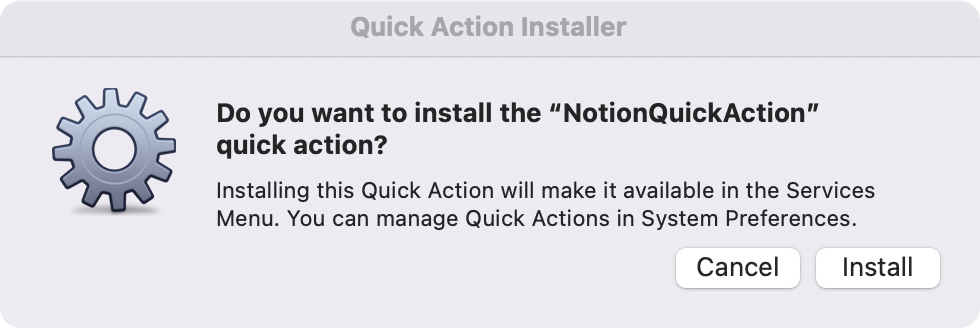 Quick Action Installer
Do you want to install the “NotionQuickAction”
quick action?
Installing this Quick Action will make it available in the Services
Menu. You can manage Quick Actions in System Preferences.
Cancel Install